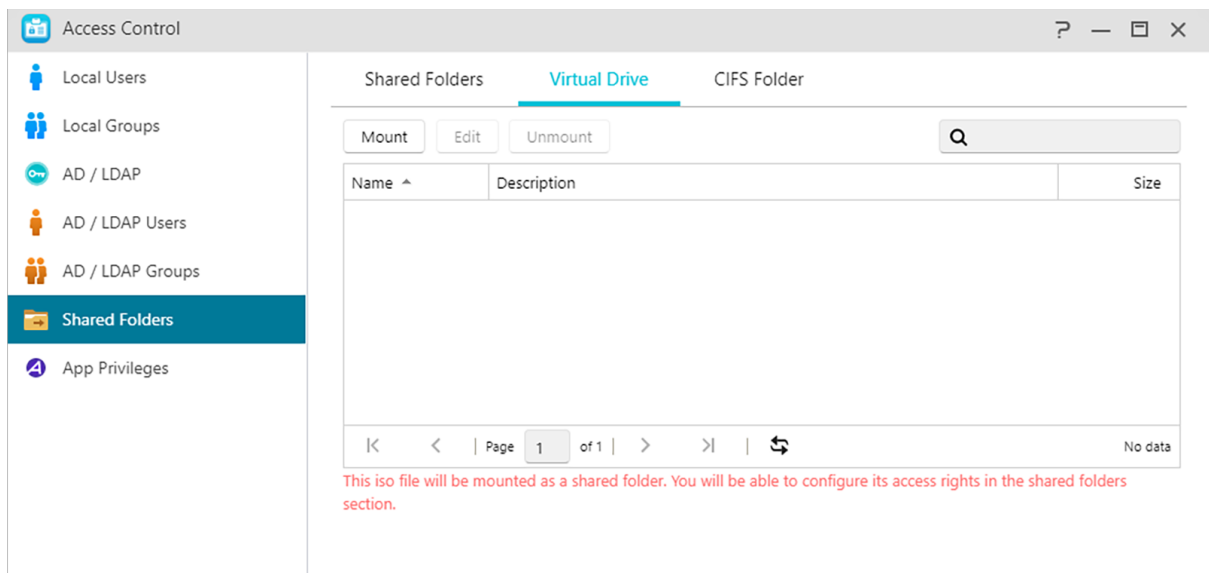 Access Control
Local Users
Local Groups
AD / LDAP
AD / LDAP Users
AD / LDAP Groups
Shared Folders
App Privileges
Shared Folders Virtual Drive CIFS Folder
Mount Edit Unmount
Name Description Size
Page 1 of 1 No data
This iso file will be mounted as a shared folder. You will be able to configure its access rights in the shared folders
section.